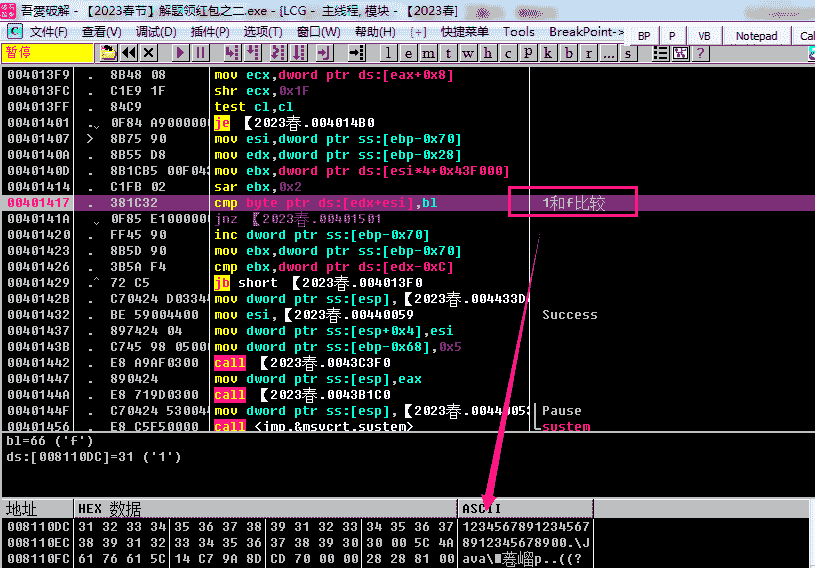 吾愛破解 - 【2023春节】解题领红包之二.exe - [LCG - 主线程, 模块 - 【2023春]
C 文件(F) 查看(V) 调试(D) 插件(P) 选项(T) 窗口(W) 帮助(H) [+] 快捷菜单 Tools BreakPoint-> BP P VB Notepad Cal
暂停 l e m t w h c P k b r ... s ?
004013F9 . 8B48 08 mov ecx,dword ptr ds:[eax+0x8]
004013FC . C1E9 1F shr ecx,0x1F
004013FF . 84C9 test cl,cl
00401401 . 0F84 A9000000 je 【2023春.004014B0
00401407 > 8B75 90 mov esi,dword ptr ss:[ebp-0x70]
0040140A . 8B55 D8 mov edx,dword ptr ss:[ebp-0x28]
0040140D . 8B1CB5 00F043 mov ebx,dword ptr ds:[esi*4+0x43F000]
00401414 . C1FB 02 sar ebx,0x2
00401417 . 381C32 cmp byte ptr ds:[edx+esi],bl 1和f比较
0040141A . 0F85 E1000000 jnz 【2023春.00401501
00401420 . FF45 90 inc dword ptr ss:[ebp-0x70]
00401423 . 8B5D 90 mov ebx,dword ptr ss:[ebp-0x70]
00401426 . 3B5A F4 cmp ebx,dword ptr ds:[edx-0xC]
00401429 .^ 72 C5 jb short 【2023春.004013F0
0040142B . C70424 D0334 mov dword ptr ss:[esp],【2023春.004433D
00401432 . BE 59004400 mov esi,【2023春.00440059 Success
00401437 . 897424 04 mov dword ptr ss:[esp+0x4],esi
0040143B . C745 98 0500 mov dword ptr ss:[ebp-0x68],0x5
00401442 . E8 A9AF0300 call 【2023春.0043C3F0
00401447 . 890424 mov dword ptr ss:[esp],eax
0040144A . E8 719D0300 call 【2023春.0043B1C0
0040144F . C70424 53004 mov dword ptr ss:[esp],【2023春.00440053 Pause
00401456 . E8 C5F50000 call <jmp.&msvcrt.system> system
bl=66 ('f')
ds:[008110DC]=31 ('1')
地址 HEX 数据 ASCII
008110DC 31 32 33 34 35 36 37 38 39 31 32 33 34 35 36 37 1234567891234567
008110EC 38 39 31 32 33 34 35 36 37 38 39 30 30 00 5C 4A 8912345678900.\J
008110FC 61 76 61 5C 14 C7 9A 8D CD 70 00 00 28 28 81 00 ava\